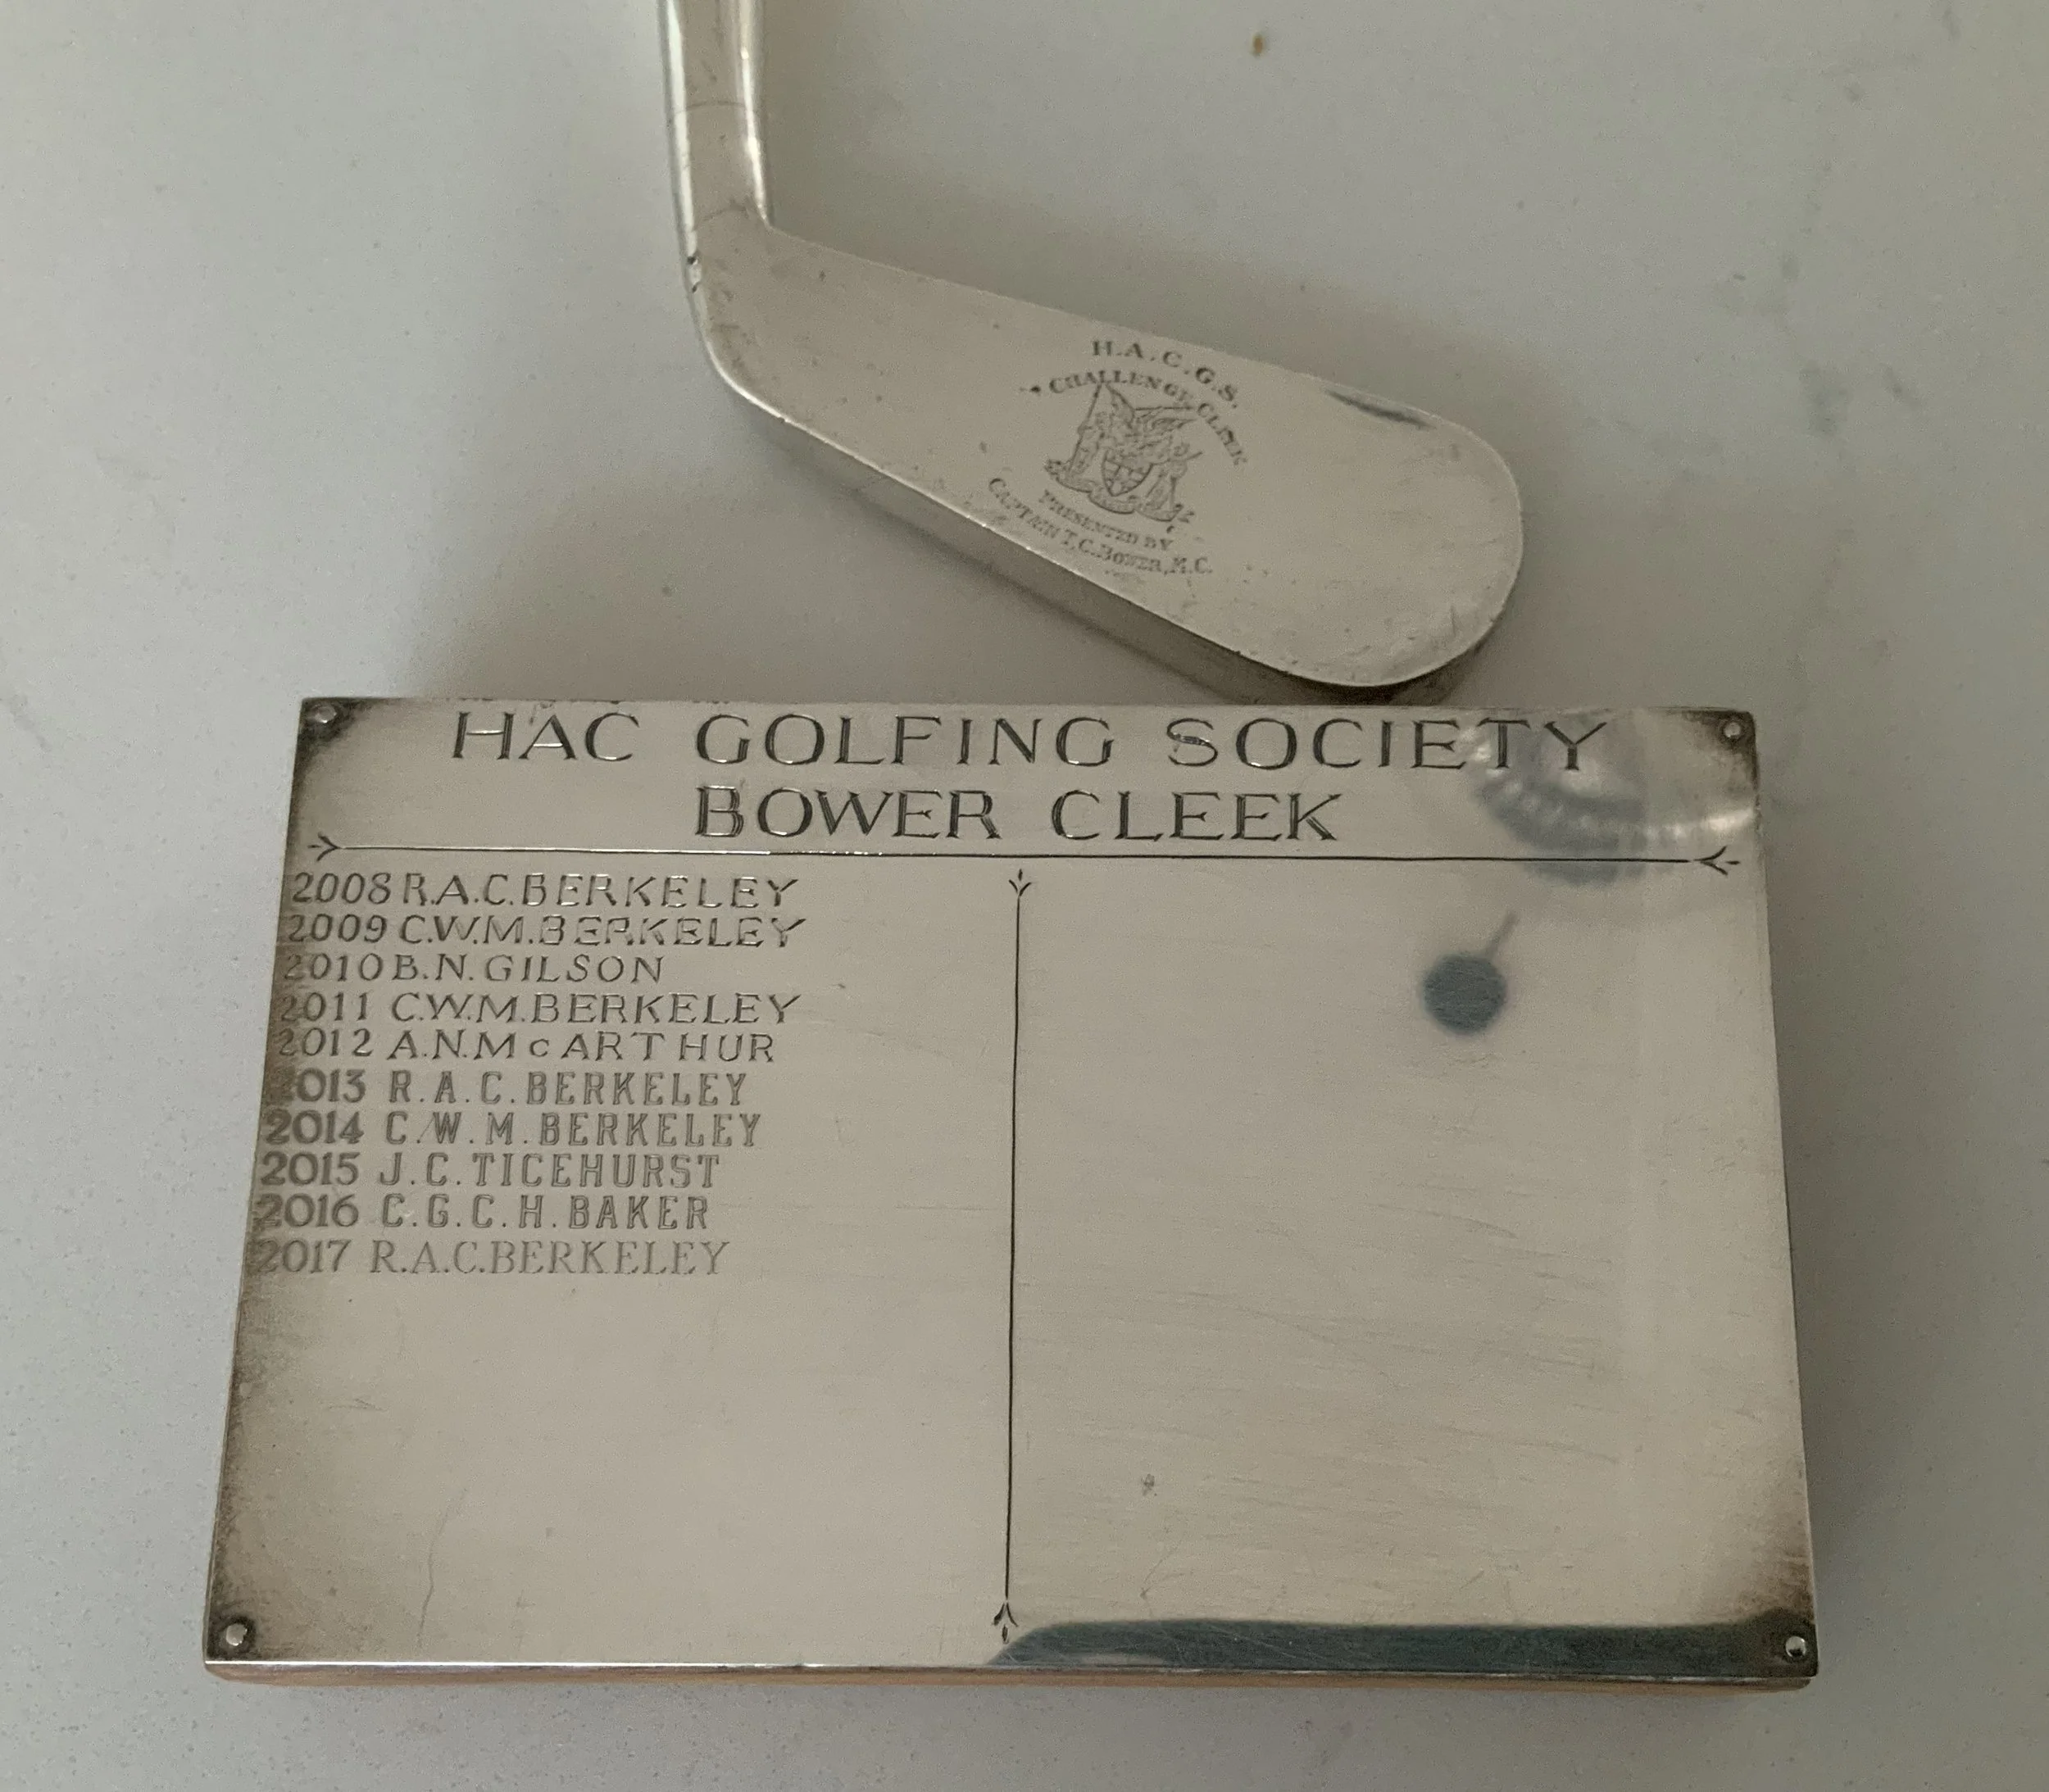 H.A.C.G.S.
CHALLENGE CLEEK
PRESENTED BY
CAPTAIN T.C. BOWER, M.C.
HAC GOLFING SOCIETY
BOWER CLEEK
2008 R.A.C. BERKELEY
2009 C.W.M. BERKELEY
2010 B.N. GILSON
2011 C.W.M. BERKELEY
2012 A.N. McARTHUR
2013 R.A.C. BERKELEY
2014 C.W.M. BERKELEY
2015 J.C. TICEHURST
2016 C.G.C.H. BAKER
2017 R.A.C. BERKELEY